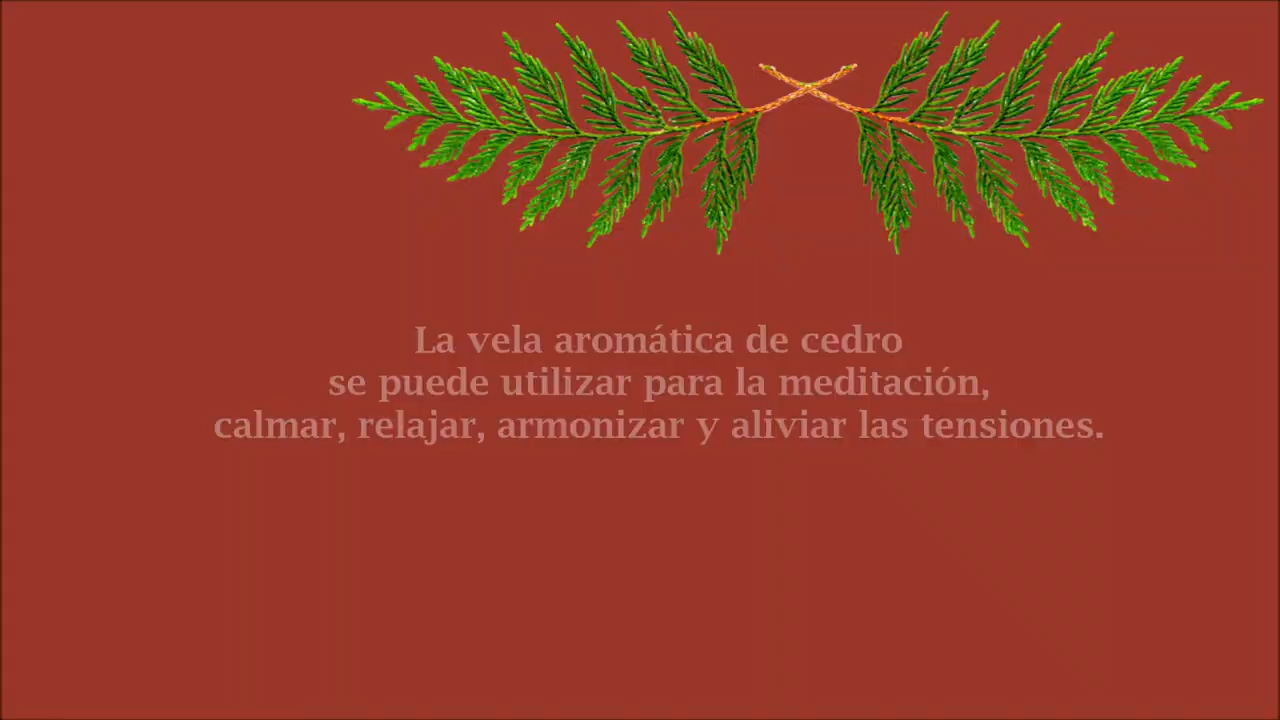 La vela aromática de cedro
se puede utilizar para la meditación,
calmar, relajar, armonizar y aliviar las tensiones.